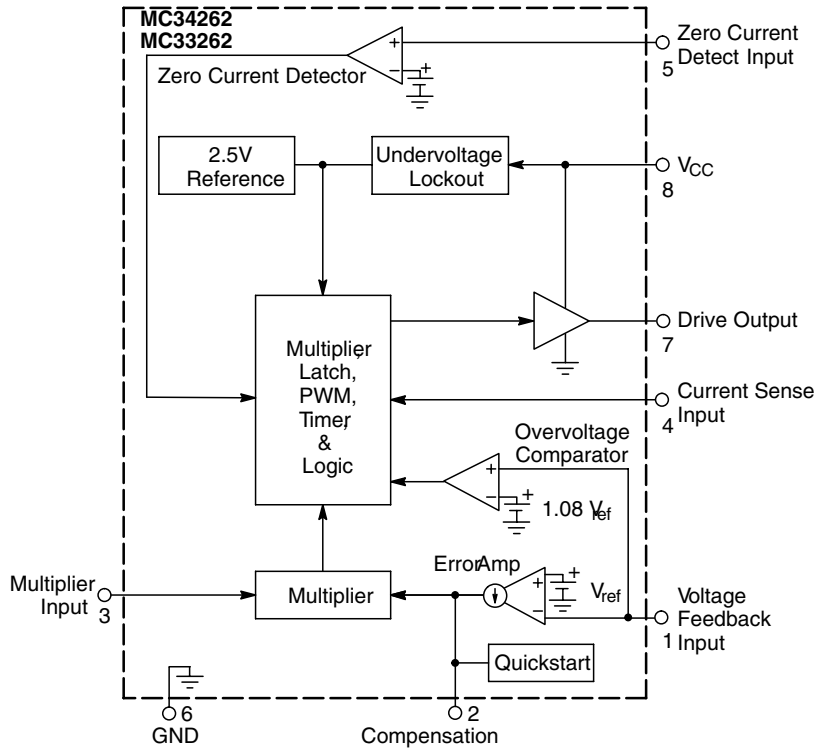 MC34262
MC33262
Zero Current Detector
+
−
+
Zero Current
Detect Input
5
2.5V
Reference
Undervoltage
Lockout
VCC
8
Multiplier,
Latch,
PWM,
Timer,
&
Logic
Drive Output
7
Current Sense
Input
4
Overvoltage
Comparator
+
−
+
1.08 Vref
Error Amp
+
−
+
Vref
Multiplier
Input
3
Multiplier
Voltage
Feedback
Input
1
Quickstart
6
GND
2
Compensation